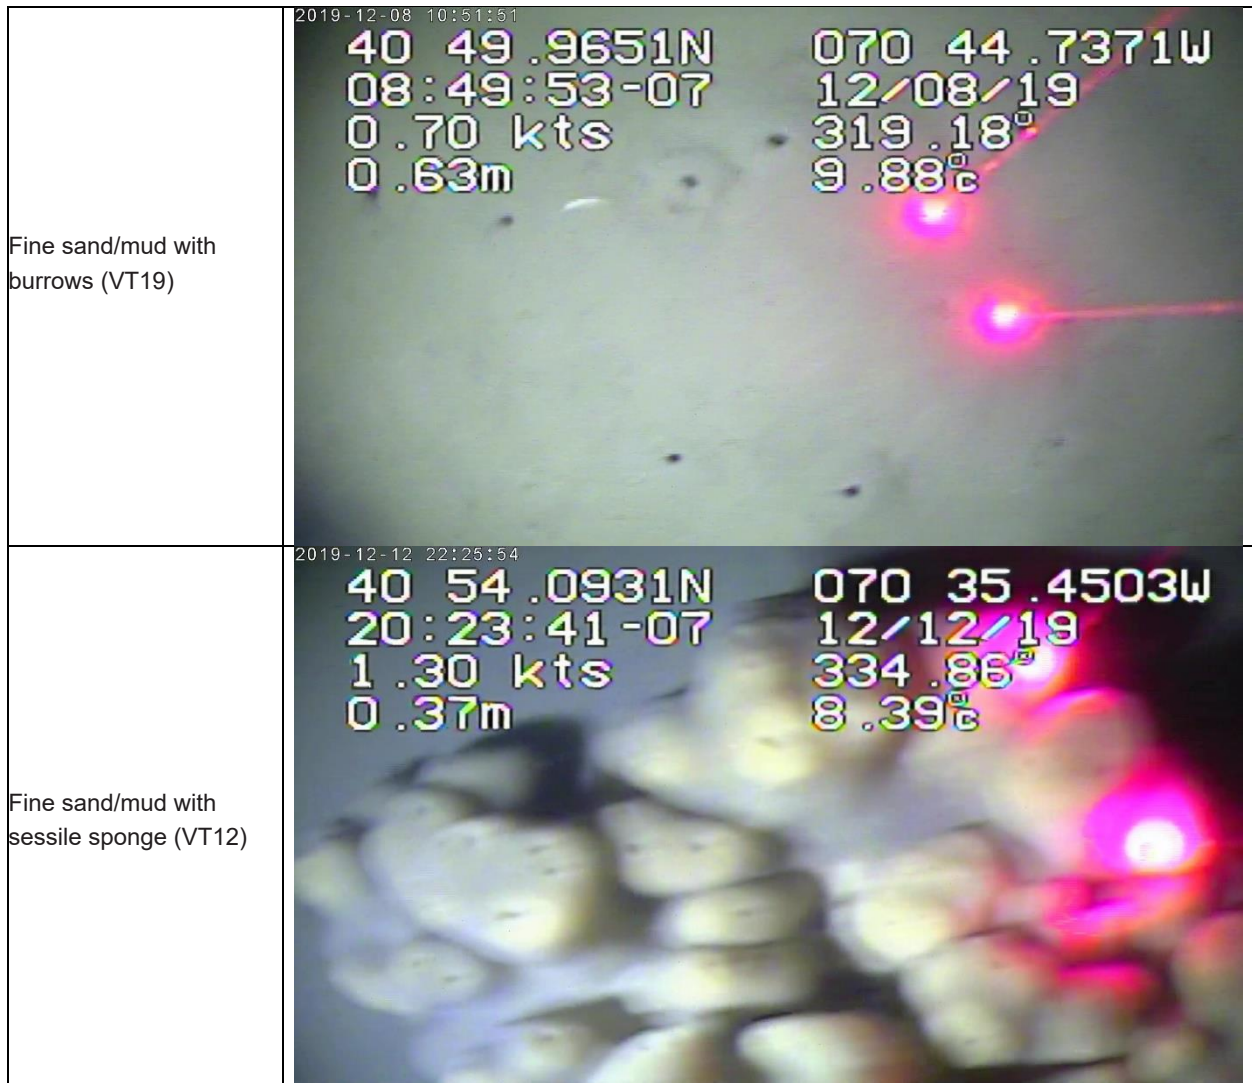 2019-12-08 10:51:51
40 49.9651N 070 44.7371W
08:49:53-07 12/08/19
0.70 kts 319.18°
0.63m 9.88°c
Fine sand/mud with
burrows (VT19)
2019-12-12 22:25:54
40 54.0931N 070 35.4503W
20:23:41-07 12/12/19
1.30 kts 334.86°
0.37m 8.39°c
Fine sand/mud with
sessile sponge (VT12)